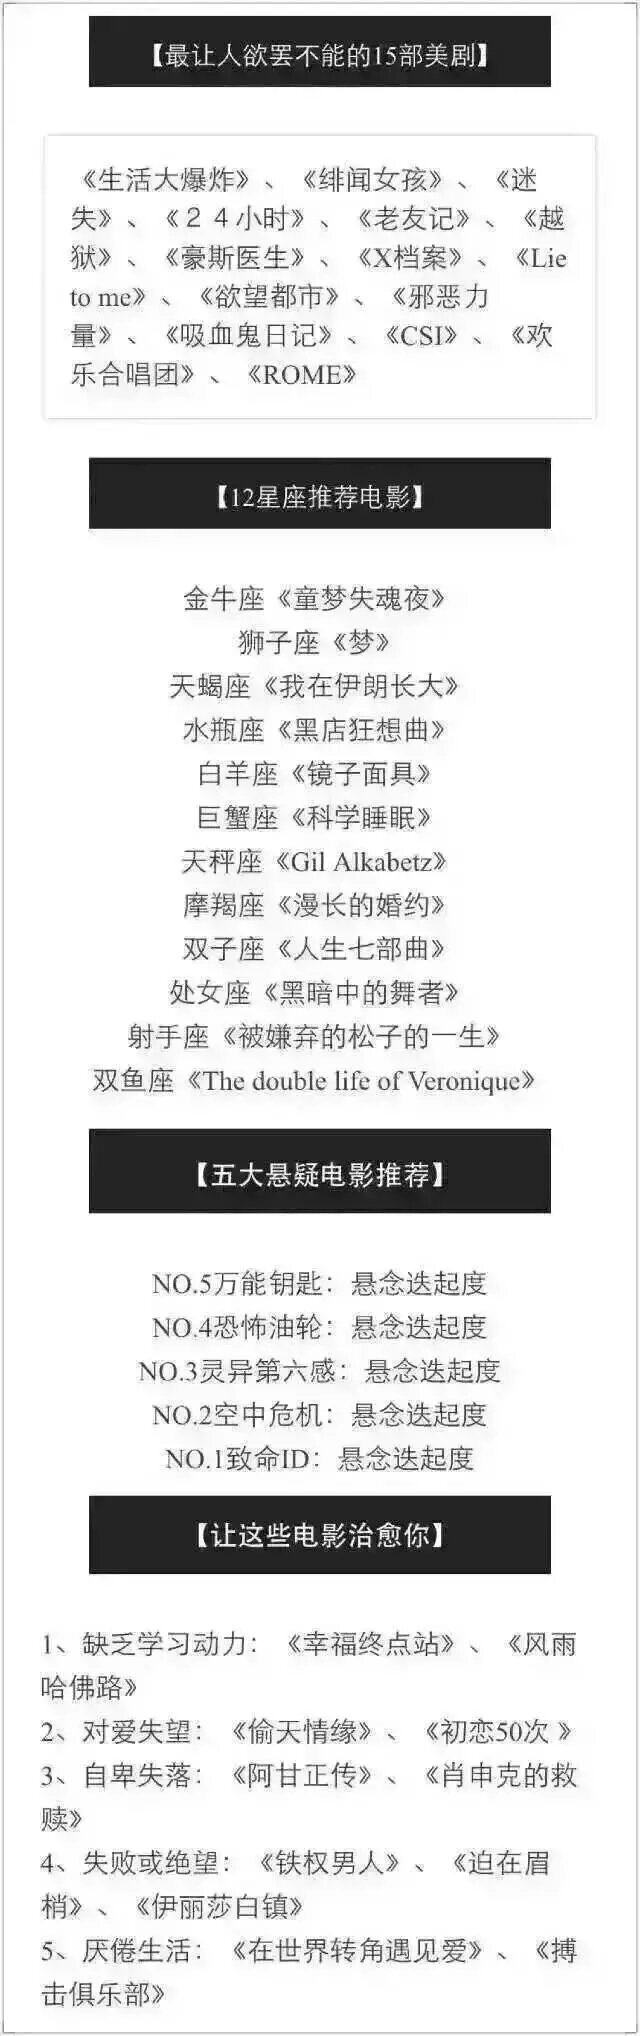 【最让人欲罢不能的15部美剧】
《生活大爆炸》、《绯闻女孩》、《迷
失》、《２４小时》、《老友记》、《越
狱》、《豪斯医生》、《X档案》、《Lie
to me》、《欲望都市》、《邪恶力
量》、《吸血鬼日记》、《CSI》、《欢
乐合唱团》、《ROME》
【12星座推荐电影】
金牛座《童梦失魂夜》
狮子座《梦》
天蝎座《我在伊朗长大》
水瓶座《黑店狂想曲》
白羊座《镜子面具》
巨蟹座《科学睡眠》
天秤座《Gil Alkabetz》
摩羯座《漫长的婚约》
双子座《人生七部曲》
处女座《黑暗中的舞者》
射手座《被嫌弃的松子的一生》
双鱼座《The double life of Veronique》
【五大悬疑电影推荐】
NO.5万能钥匙：悬念迭起度
NO.4恐怖油轮：悬念迭起度
NO.3灵异第六感：悬念迭起度
NO.2空中危机：悬念迭起度
NO.1致命ID：悬念迭起度
【让这些电影治愈你】
1、缺乏学习动力：《幸福终点站》、《风雨
哈佛路》
2、对爱失望：《偷天情缘》、《初恋50次 》
3、自卑失落：《阿甘正传》、《肖申克的救
赎》
4、失败或绝望：《铁权男人》、《迫在眉
梢》、《伊丽莎白镇》
5、厌倦生活：《在世界转角遇见爱》、《搏
击俱乐部》